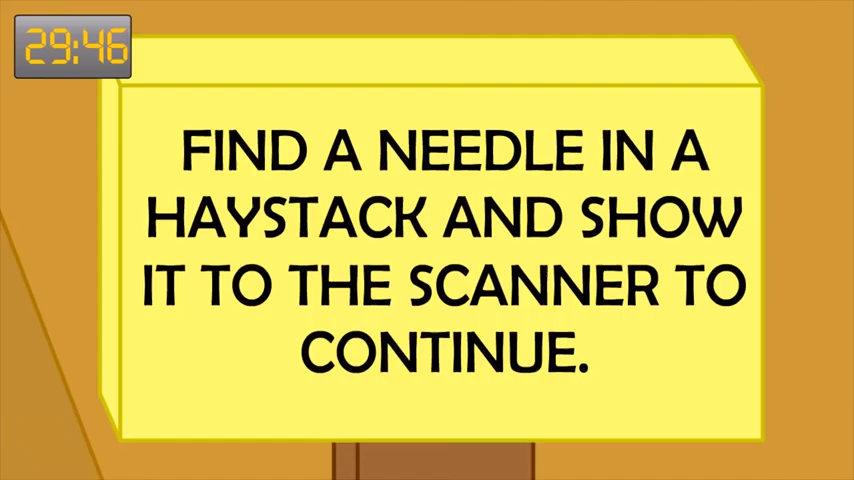 29:46
FIND A NEEDLE IN A
HAYSTACK AND SHOW
IT TO THE SCANNER TO
CONTINUE.